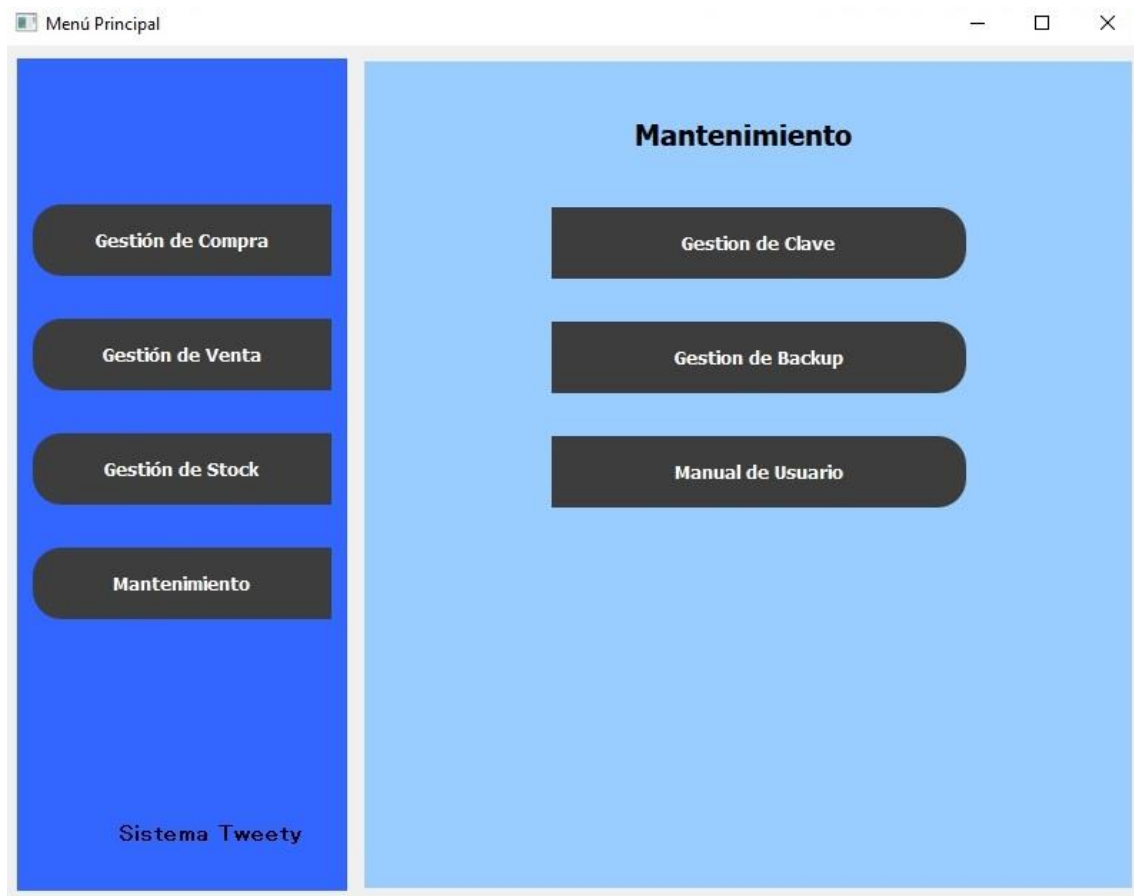 Menú Principal
Gestión de Compra
Gestión de Venta
Gestión de Stock
Mantenimiento
Sistema Tweety
Mantenimiento
Gestion de Clave
Gestion de Backup
Manual de Usuario